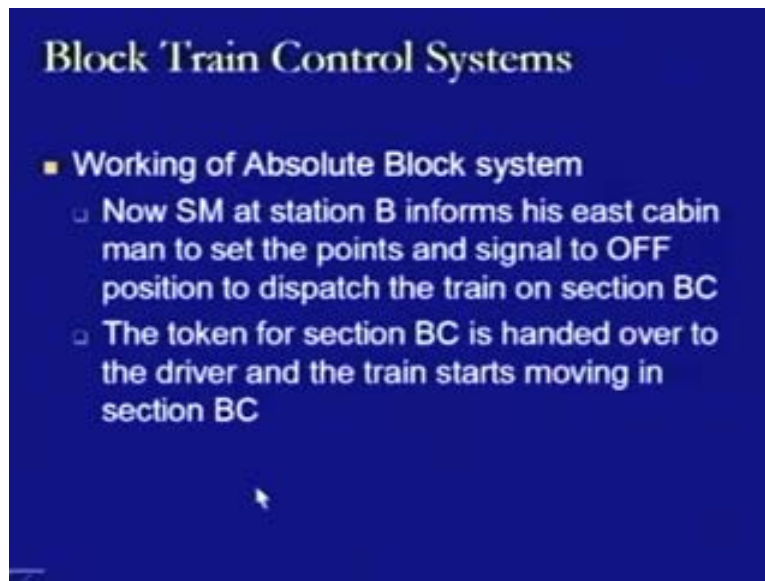 Block Train Control Systems
Working of Absolute Block system
Now SM at station B informs his east cabin
man to set the points and signal to OFF
position to dispatch the train on section BC
The token for section BC is handed over to
the driver and the train starts moving in
section BC